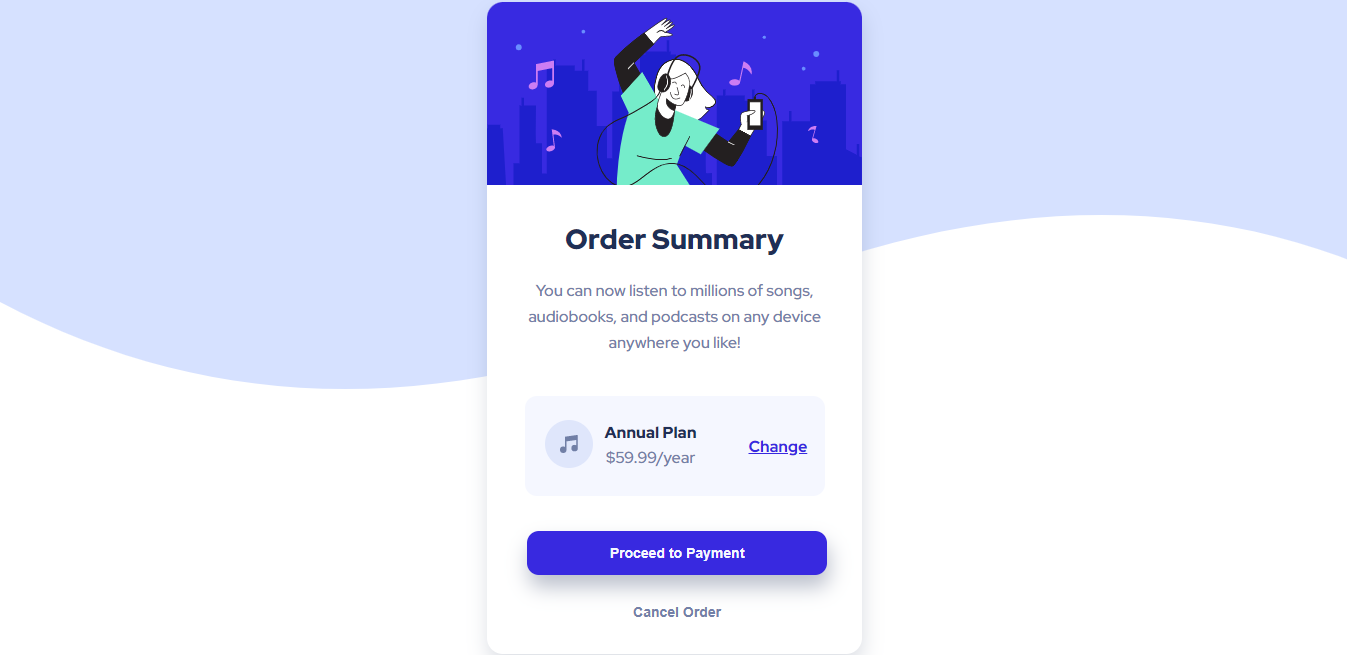 Order Summary
You can now listen to millions of songs,
audiobooks, and podcasts on any device
anywhere you like!
Annual Plan
$59.99/year
Change
Proceed to Payment
Cancel Order